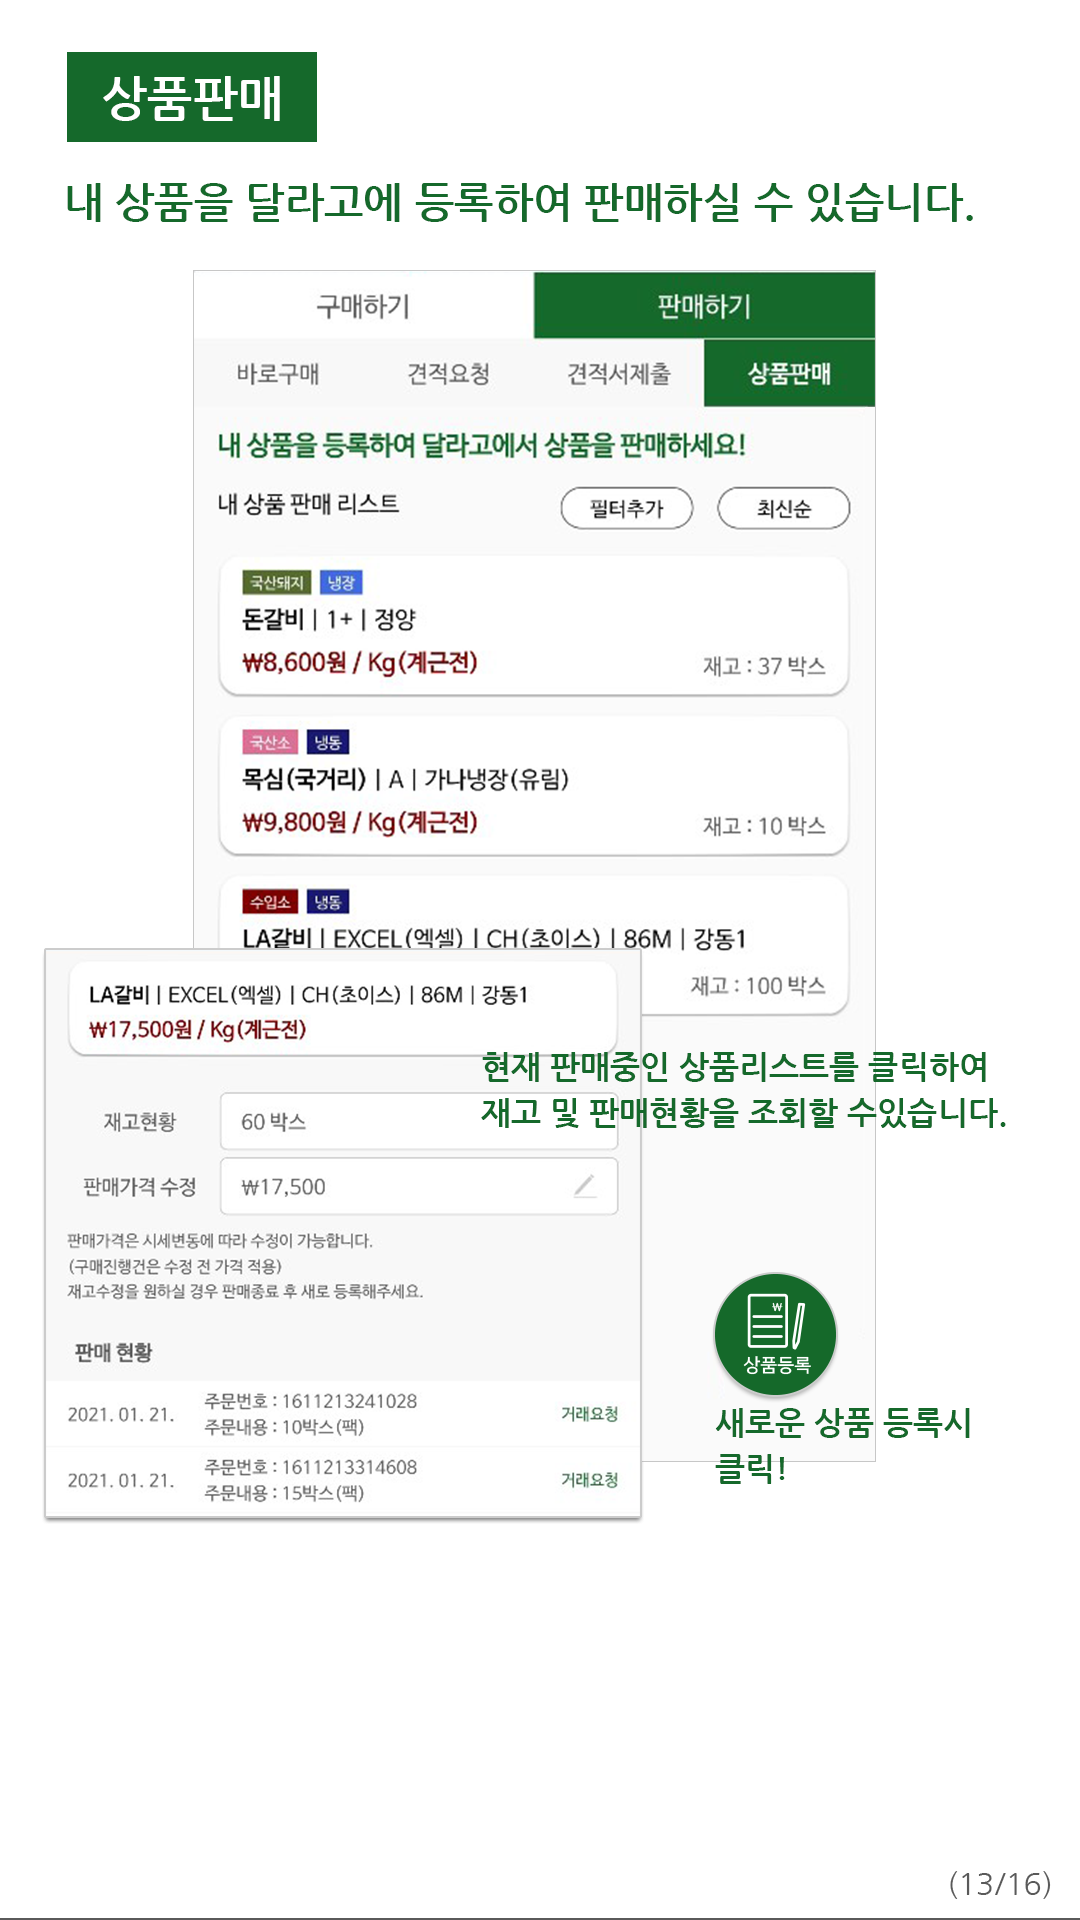 상품판매
내 상품을 달라고에 등록하여 판매하실 수 있습니다.
구매하기 판매하기
바로구매 견적요청 견적서제출 상품판매
내 상품을 등록하여 달라고에서 상품을 판매하세요!
내 상품 판매 리스트 필터추가 최신순
국산돼지 냉장
돈갈비 | 1+ | 정양
₩8,600원 / Kg(계근전) 재고 : 37 박스
국산소 냉동
목심(국거리) | A | 가나냉장(유림)
₩9,800원 / Kg(계근전) 재고 : 10 박스
수입소 냉동
LA갈비 | EXCEL(엑셀) | CH(초이스) | 86M | 강동1
재고 : 100 박스
LA갈비 | EXCEL(엑셀) | CH(초이스) | 86M | 강동1
₩17,500원 / Kg(계근전)
현재 판매중인 상품리스트를 클릭하여
재고 및 판매현황을 조회할 수있습니다.
재고현황 60 박스
판매가격 수정 ₩17,500
판매가격은 시세변동에 따라 수정이 가능합니다.
(구매진행건은 수정 전 가격 적용)
재고수정을 원하실 경우 판매종료 후 새로 등록해주세요.
판매 현황
2021. 01. 21. 주문번호 : 1611213241028 거래요청
주문내용 : 10박스(팩)
2021. 01. 21. 주문번호 : 1611213314608 거래요청
주문내용 : 15박스(팩)
₩
상품등록
새로운 상품 등록시
클릭!
(13/16)